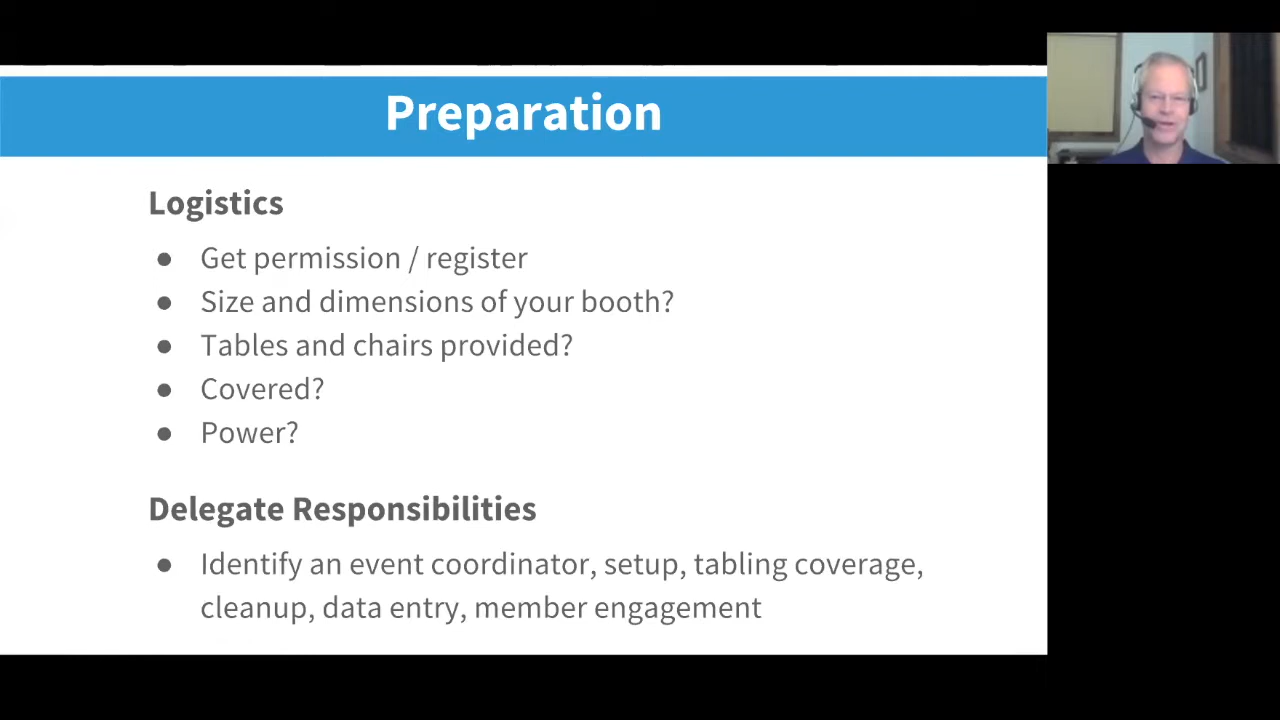 Preparation
Logistics
● Get permission / register
● Size and dimensions of your booth?
● Tables and chairs provided?
● Covered?
● Power?
Delegate Responsibilities
● Identify an event coordinator, setup, tabling coverage,
cleanup, data entry, member engagement